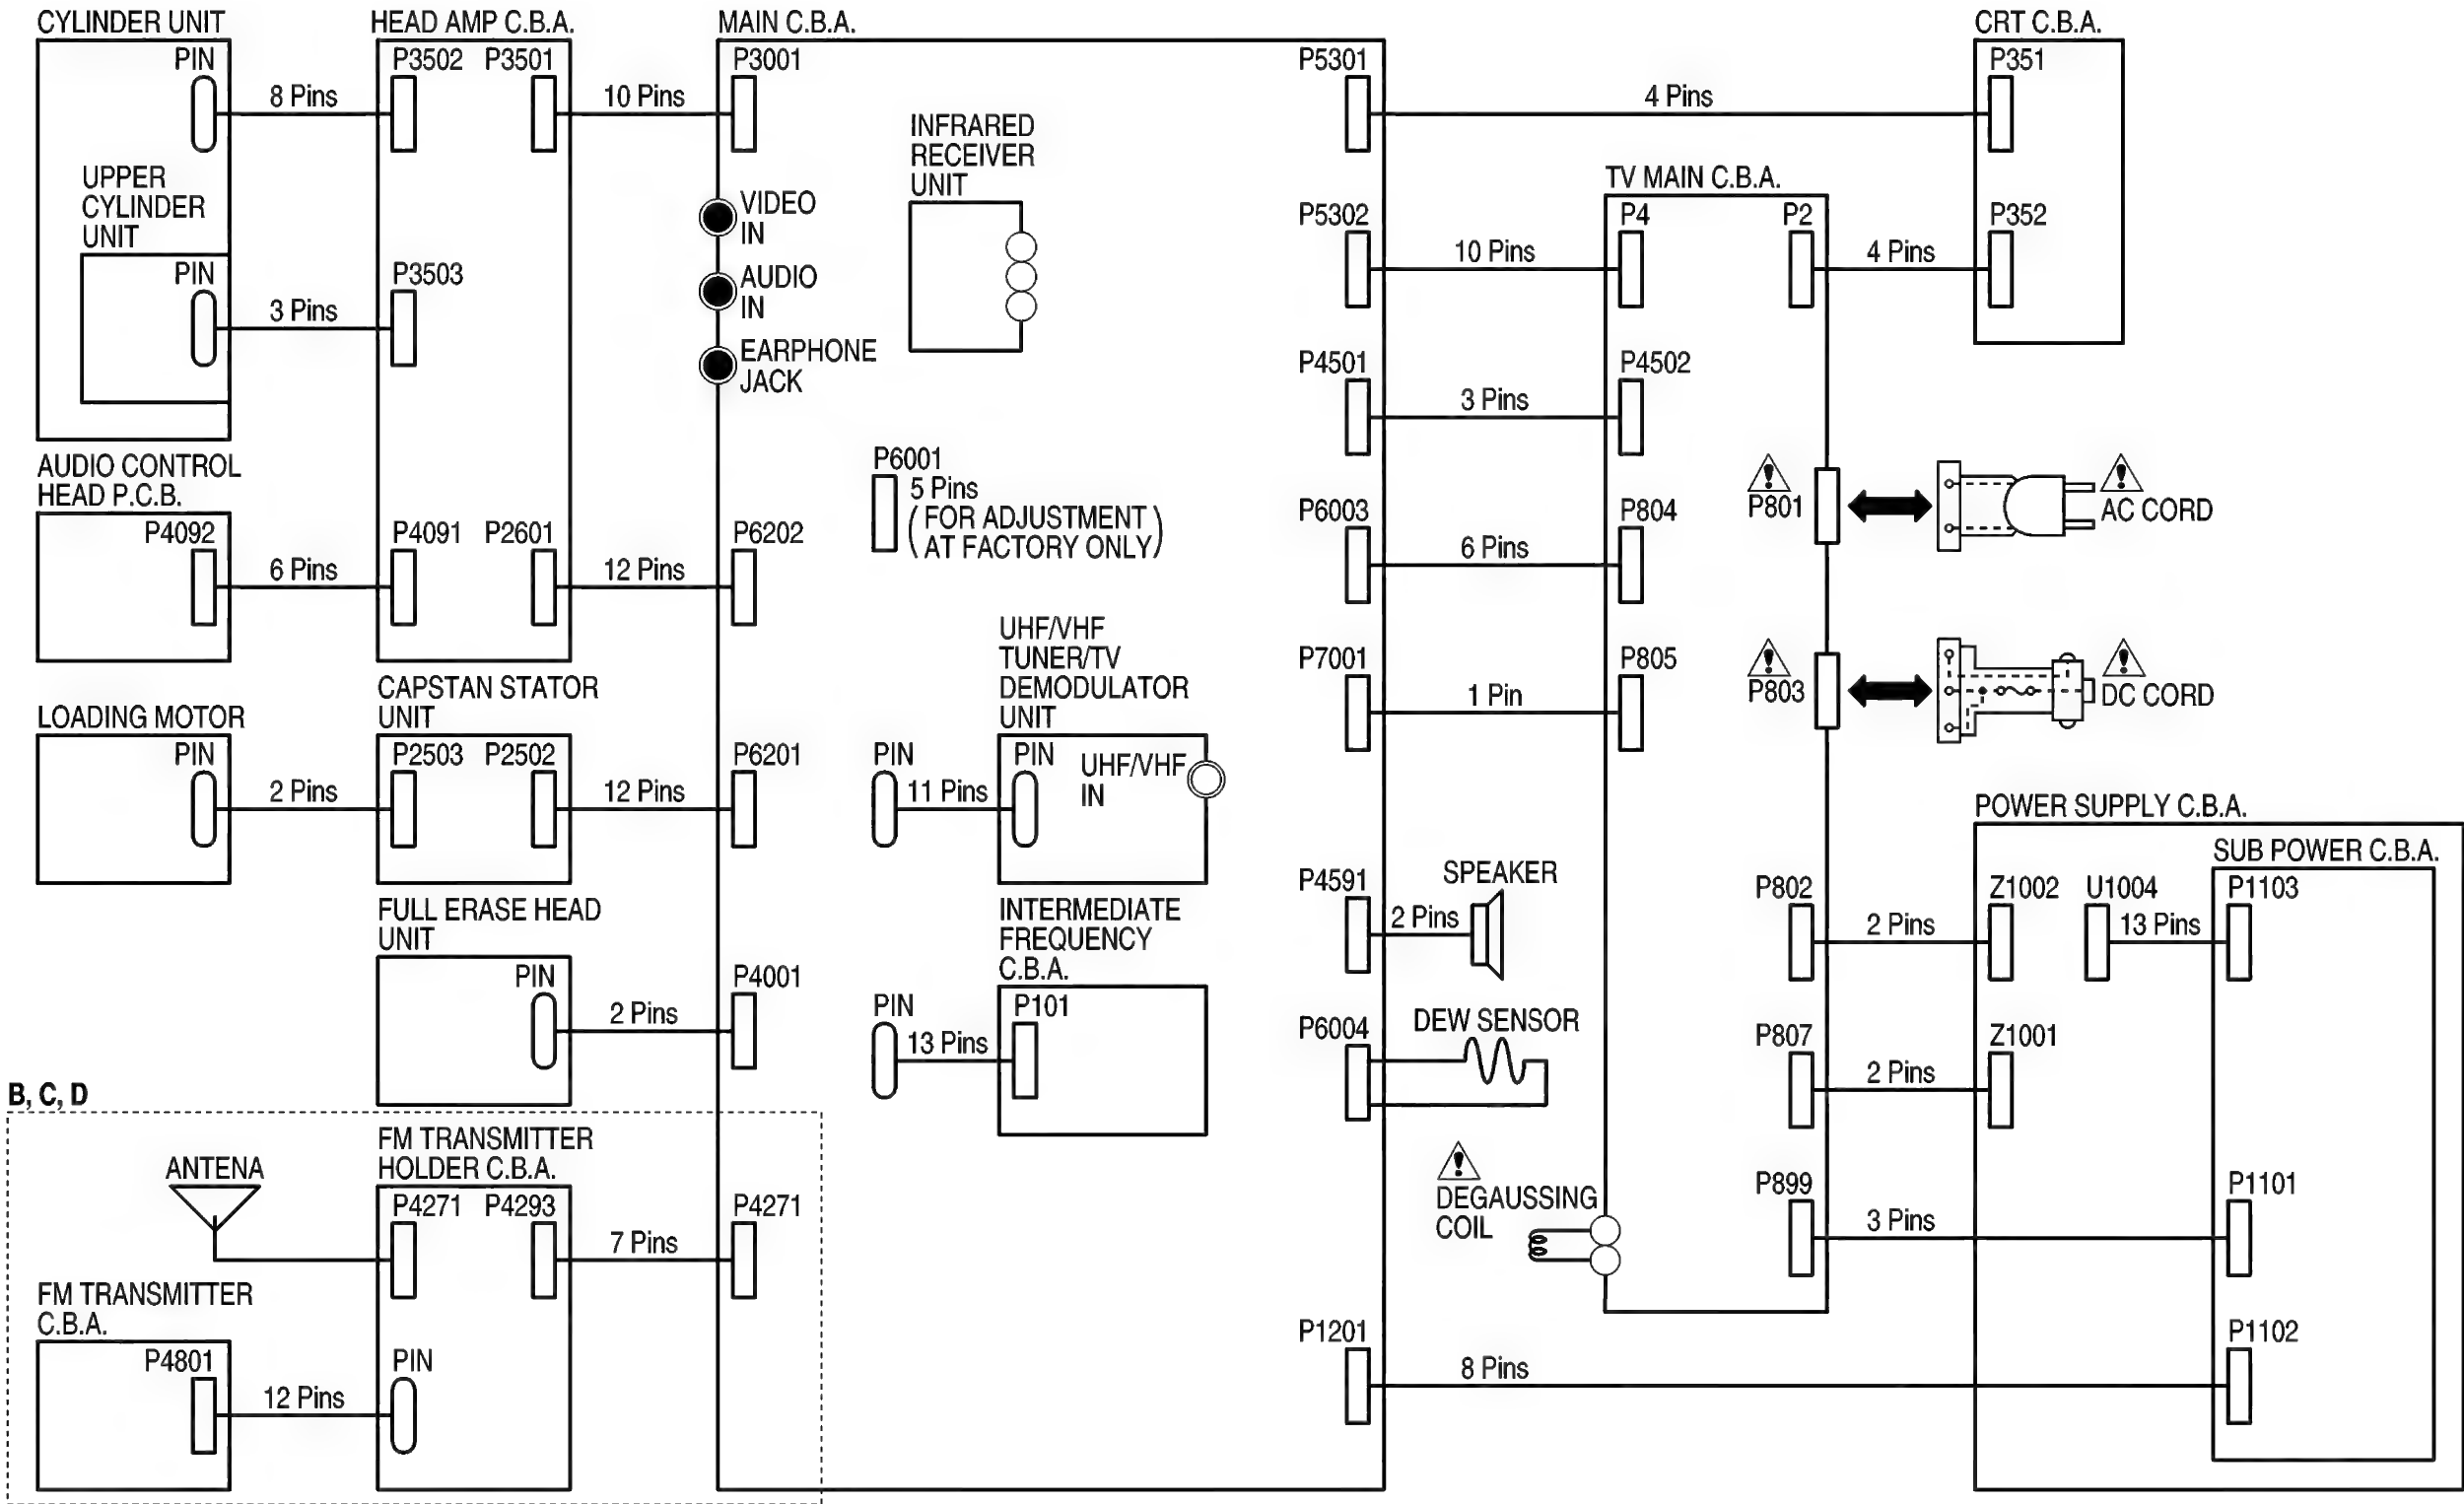 CYLINDER UNIT
PIN
8 Pins
UPPER
CYLINDER
UNIT
PIN
3 Pins
HEAD AMP C.B.A.
P3502 P3501
10 Pins
P3503
AUDIO CONTROL
HEAD P.C.B.
P4092
6 Pins
P4091 P2601
12 Pins
LOADING MOTOR
PIN
2 Pins
CAPSTAN STATOR
UNIT
P2503 P2502
12 Pins
FULL ERASE HEAD
UNIT
PIN
2 Pins
B, C, D
ANTENA
FM TRANSMITTER
HOLDER C.B.A.
P4271 P4293
7 Pins
FM TRANSMITTER
C.B.A.
P4801
12 Pins
PIN
MAIN C.B.A.
P3001
VIDEO
IN
AUDIO
IN
EARPHONE
JACK
P6202
P6201
P4001
P4271
INFRARED
RECEIVER
UNIT
P6001
5 Pins
(FOR ADJUSTMENT
AT FACTORY ONLY)
UHF/VHF
TUNER/TV
DEMODULATOR
UNIT
PIN
11 Pins
PIN
UHF/VHF
IN
INTERMEDIATE
FREQUENCY
C.B.A.
PIN
13 Pins
P101
P5301
4 Pins
P5302
10 Pins
P4501
3 Pins
P6003
6 Pins
P7001
1 Pin
P4591
2 Pins
SPEAKER
P6004
DEW SENSOR
DEGAUSSING
COIL
P1201
8 Pins
TV MAIN C.B.A.
P4
P2
4 Pins
P4502
P804
P805
P801
AC CORD
P803
DC CORD
P802
2 Pins
P807
2 Pins
P899
3 Pins
CRT C.B.A.
P351
P352
POWER SUPPLY C.B.A.
SUB POWER C.B.A.
Z1002
U1004
13 Pins
P1103
Z1001
P1101
P1102